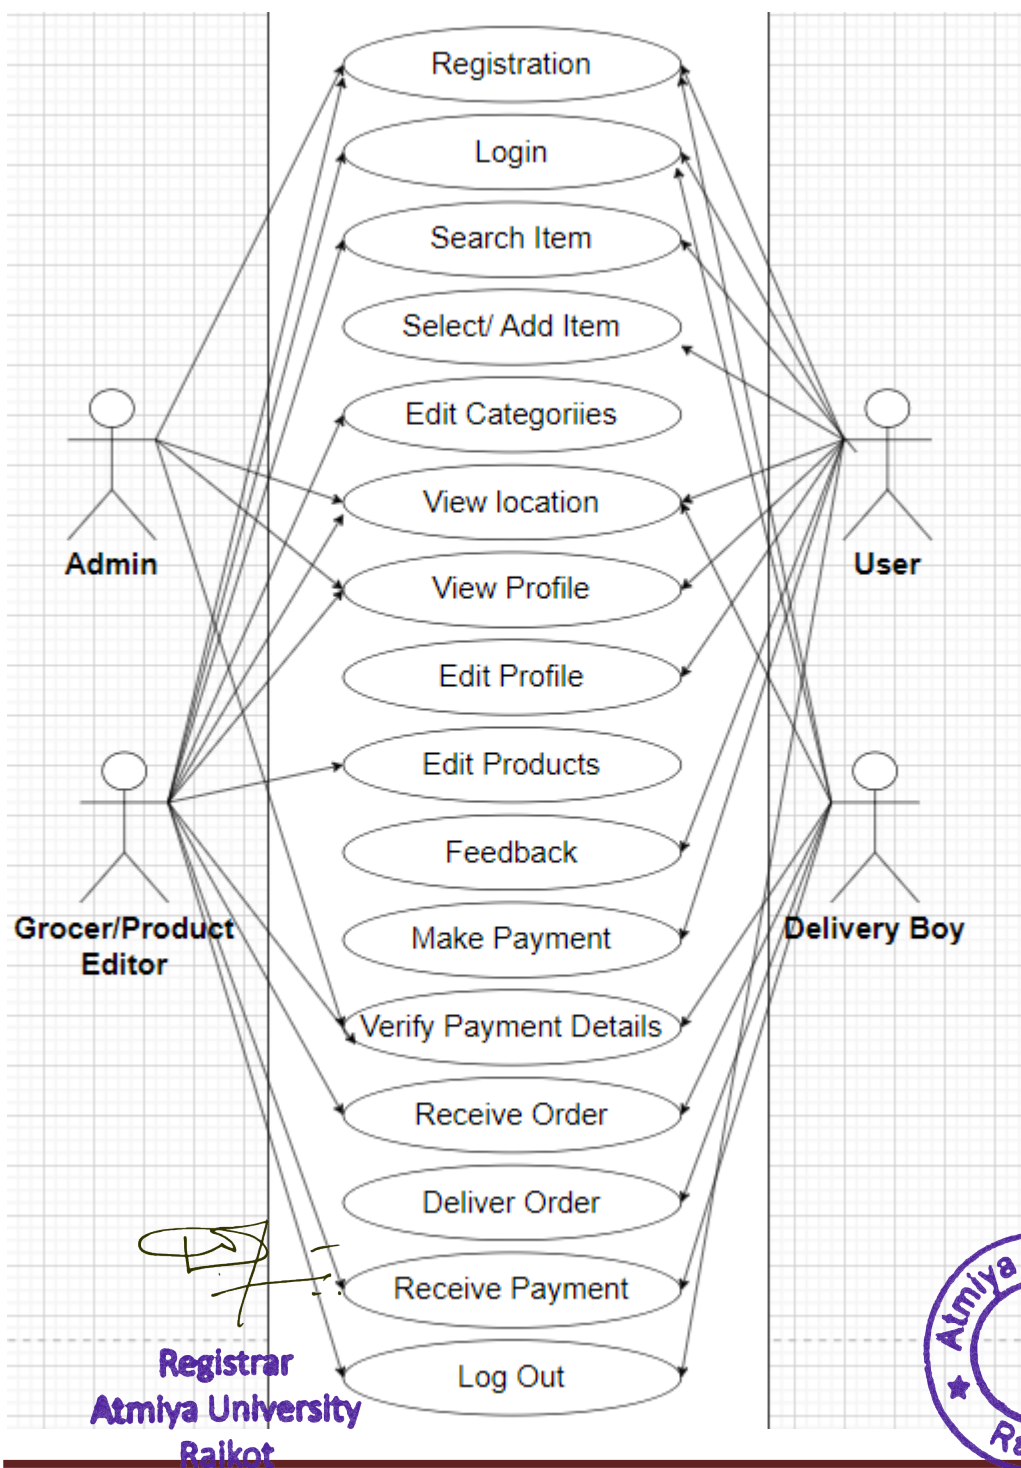 Registration
Login
Search Item
Select/ Add Item
Edit Categoriies
View location
Admin
User
View Profile
Edit Profile
Edit Products
Feedback
Grocer/Product
Editor
Delivery Boy
Make Payment
Verify Payment Details
Receive Order
Deliver Order
Receive Payment
Log Out
Registrar
Atmiya University
Rajkot
Atmiya